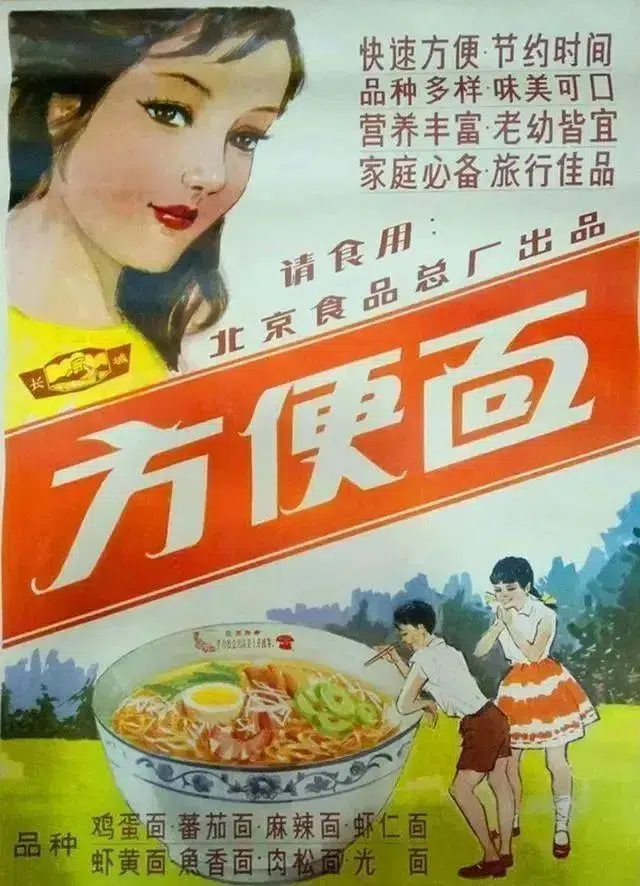 快速方便·节约时间
品种多样·味美可口
营养丰富·老幼皆宜
家庭必备·旅行佳品
请食用：
北京食品总厂出品
长城
方便面
品种
鸡蛋面·蕃茄面·麻辣面·虾仁面
虾黄面·魚香面·肉松面·光 面